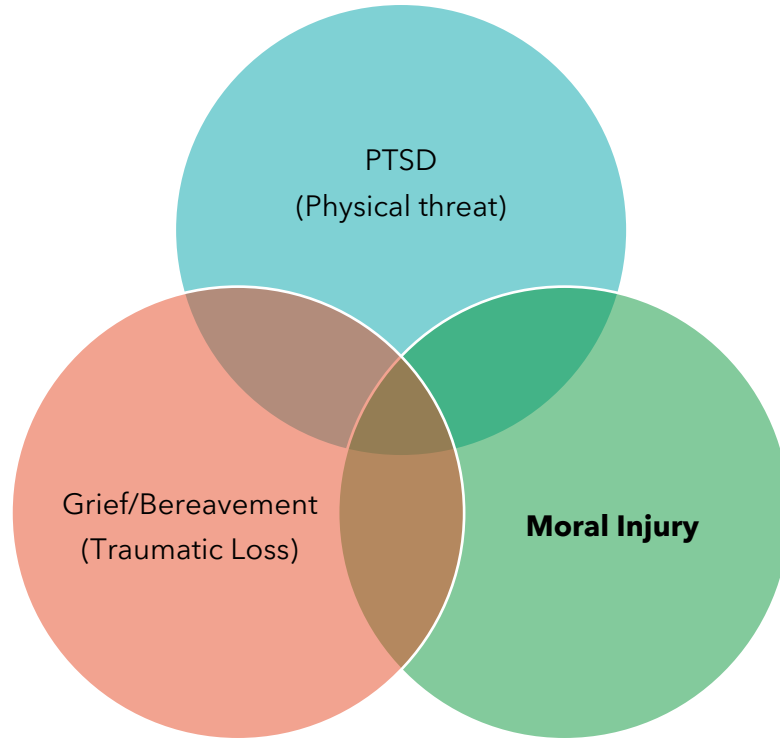 PTSD
(Physical threat)
Grief/Bereavement
(Traumatic Loss)
Moral Injury